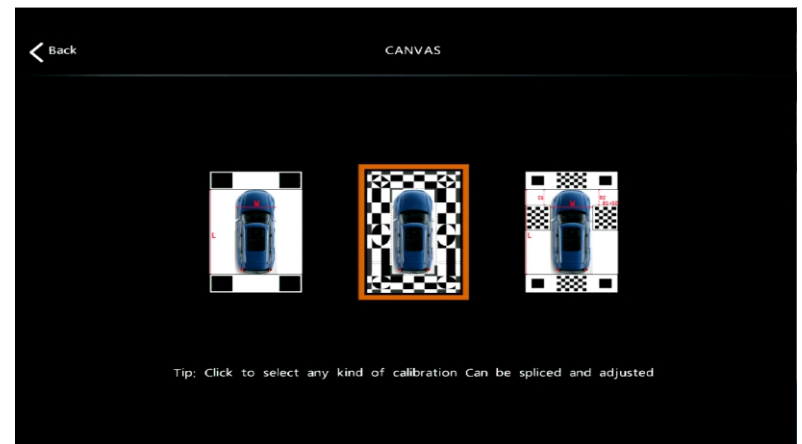 Back
CANVAS
W
L
W
L
Tip: Click to select any kind of calibration Can be spliced and adjusted